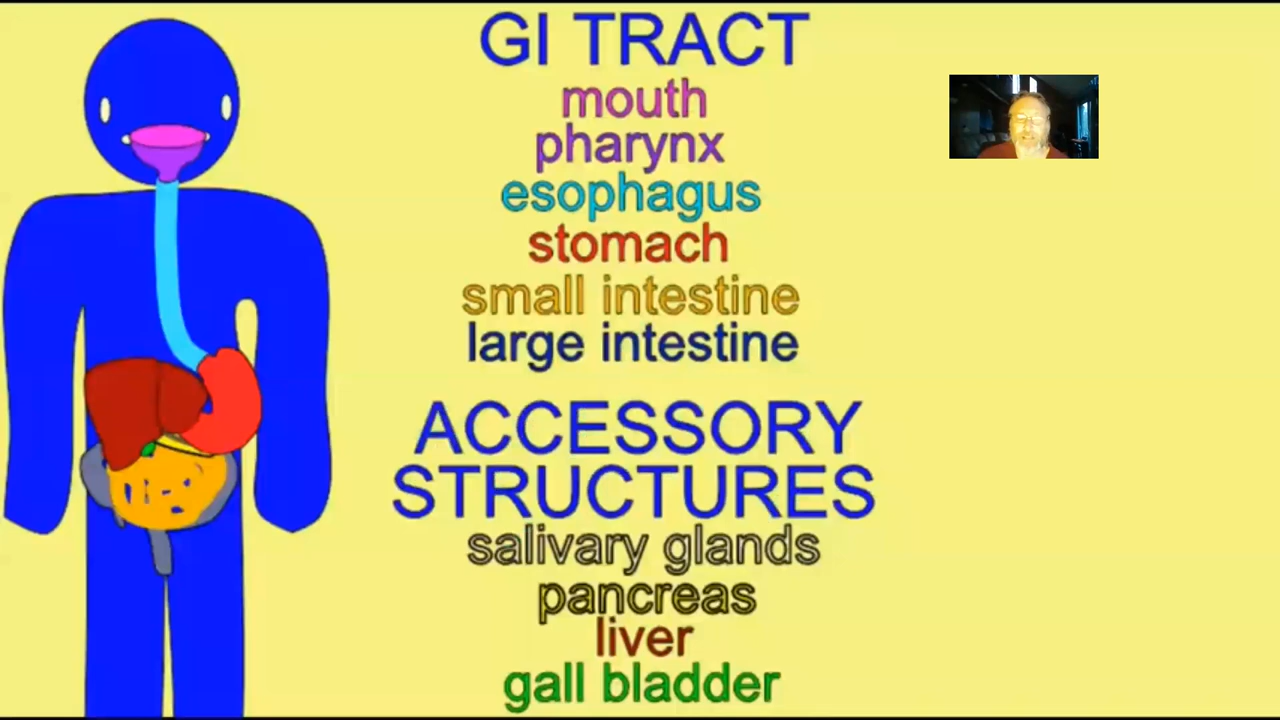 GI TRACT
mouth
pharynx
esophagus
stomach
small intestine
large intestine
ACCESSORY
STRUCTURES
salivary glands
pancreas
liver
gall bladder